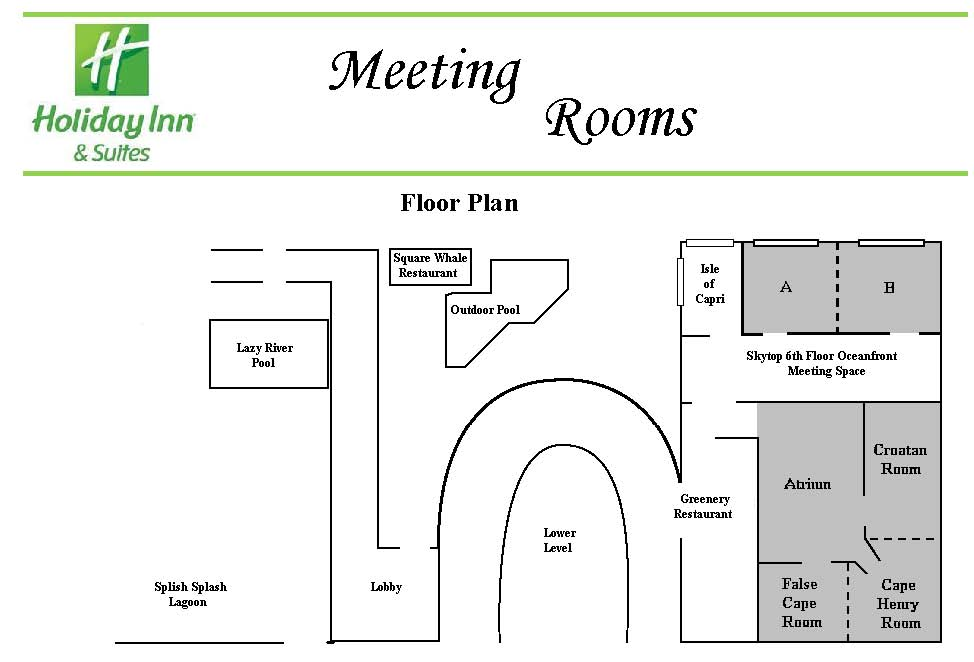 Meeting
Rooms
H
Holiday Inn
& Suites
Floor Plan
Square Whale
Restaurant
Outdoor Pool
Lazy River
Pool
Isle
of
Capri
A
B
Skytop 6th Floor Oceanfront
Meeting Space
Croatan
Room
Atrium
Greenery
Restaurant
Lower
Level
Splish Splash
Lagoon
Lobby
False
Cape
Room
Cape
Henry
Room